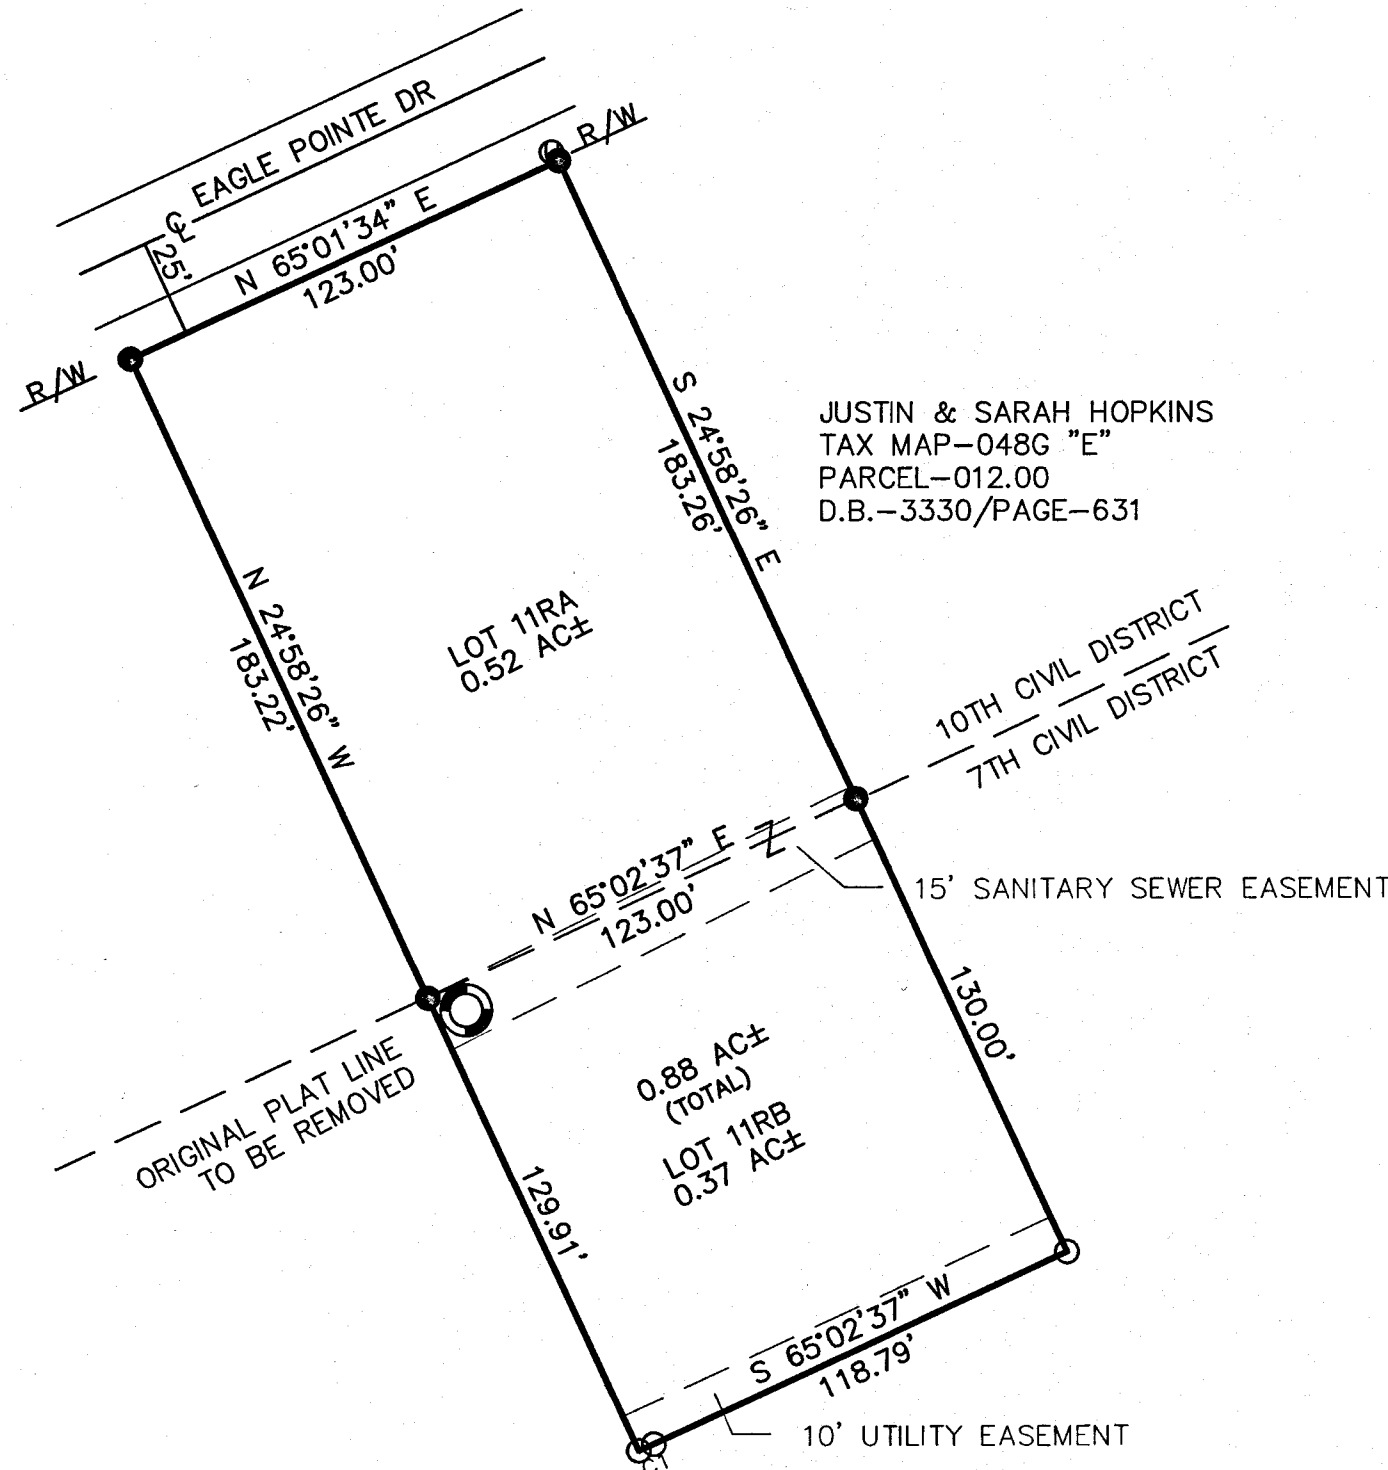 EAGLE POINTE DR
R/W
25'
N 65°01'34" E
123.00'
R/W
S 24°58'26" E
183.26'
JUSTIN & SARAH HOPKINS
TAX MAP-048G "E"
PARCEL-012.00
D.B.-3330/PAGE-631
N 24°58'26" W
183.22'
LOT 11RA
0.52 AC±
10TH CIVIL DISTRICT
7TH CIVIL DISTRICT
N 65°02'37" E
123.00'
15' SANITARY SEWER EASEMENT
130.00'
ORIGINAL PLAT LINE
TO BE REMOVED
0.88 AC±
(TOTAL)
LOT 11RB
0.37 AC±
129.91'
S 65°02'37" W
118.79'
10' UTILITY EASEMENT